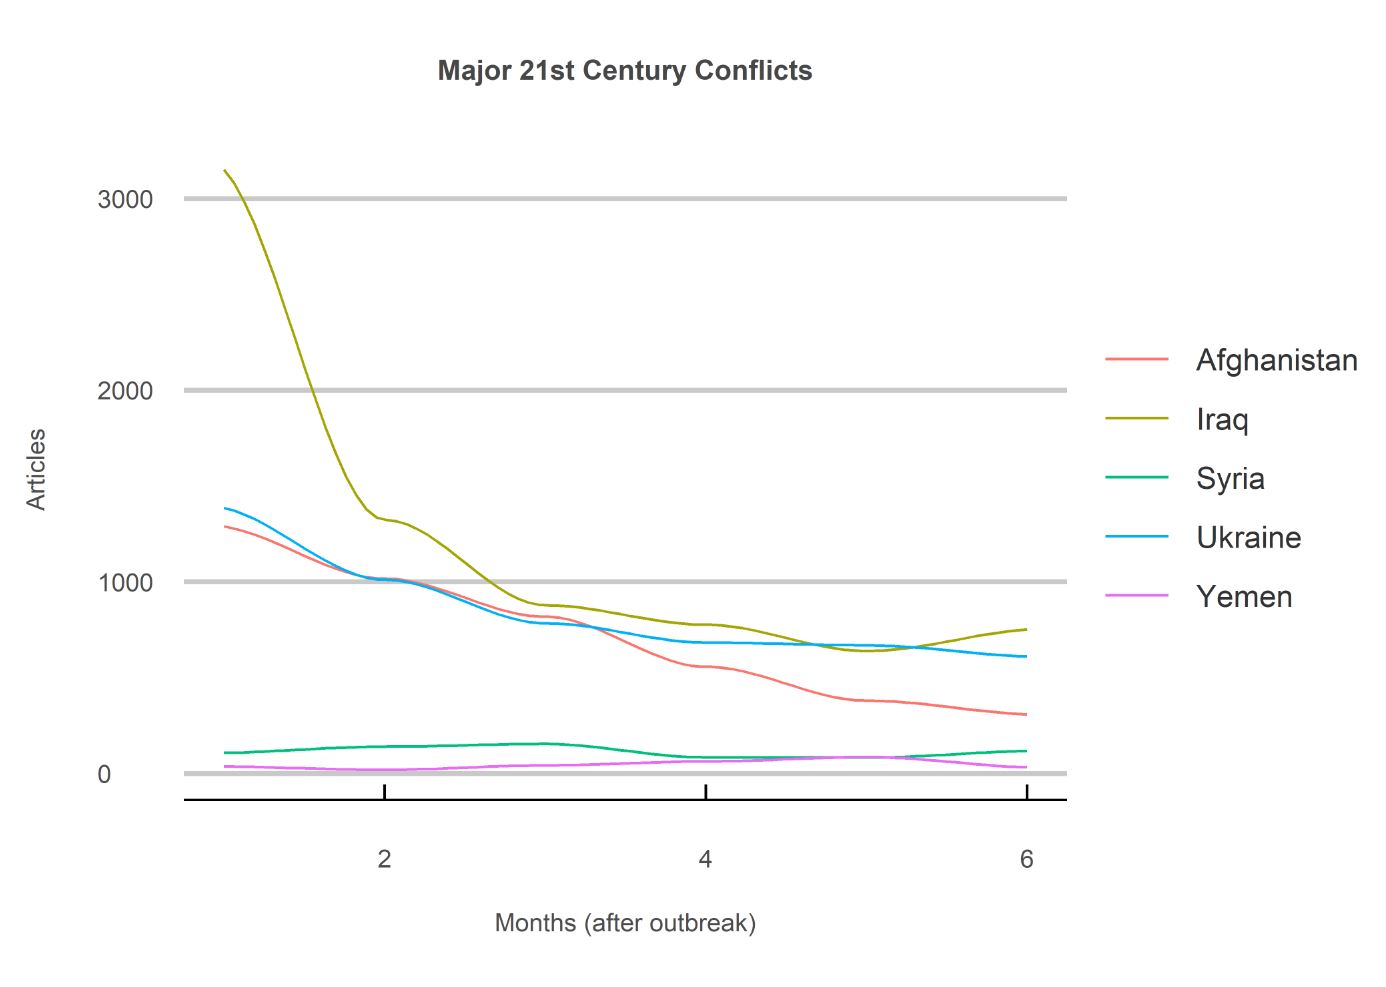 Major 21st Century Conflicts
3000
2000
1000
0
Articles
2
4
6
Months (after outbreak)
Afghanistan
Iraq
Syria
Ukraine
Yemen